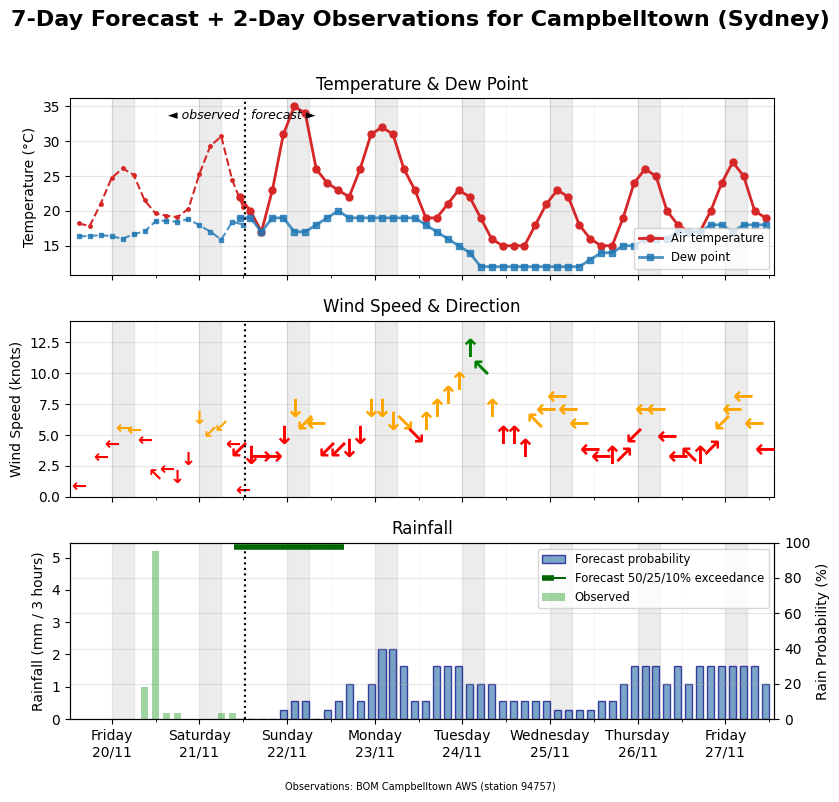 7-Day Forecast + 2-Day Observations for Campbelltown (Sydney)
Temperature & Dew Point
Temperature (°C)
35
30
25
20
15
◄ observed
forecast ►
Air temperature
Dew point
Wind Speed & Direction
Wind Speed (knots)
12.5
10.0
7.5
5.0
2.5
0.0
Rainfall
Rainfall (mm / 3 hours)
5
4
3
2
1
0
Forecast probability
Forecast 50/25/10% exceedance
Observed
100
80
60
40
20
0
Rain Probability (%)
Friday Saturday Sunday Monday Tuesday Wednesday Thursday Friday
20/11 21/11 22/11 23/11 24/11 25/11 26/11 27/11
Observations: BOM Campbelltown AWS (station 94757)